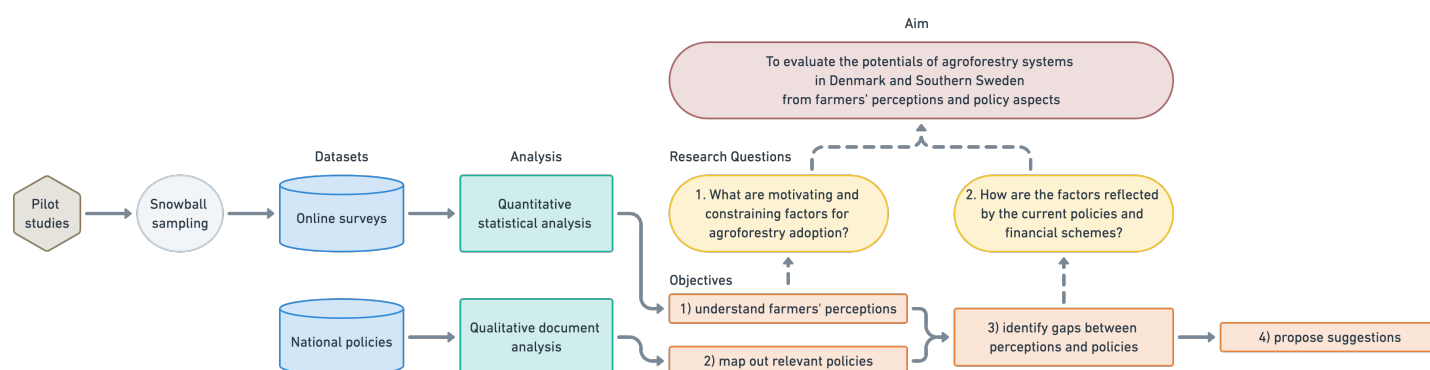 Aim
To evaluate the potentials of agroforestry systems
in Denmark and Southern Sweden
from farmers' perceptions and policy aspects
Datasets
Analysis
Research Questions
Pilot
studies
Snowball
sampling
Online surveys
Quantitative
statistical analysis
1. What are motivating and
constraining factors for
agroforestry adoption?
2. How are the factors reflected
by the current policies and
financial schemes?
Objectives
1) understand farmers' perceptions
National policies
Qualitative document
analysis
2) map out relevant policies
3) identify gaps between
perceptions and policies
4) propose suggestions